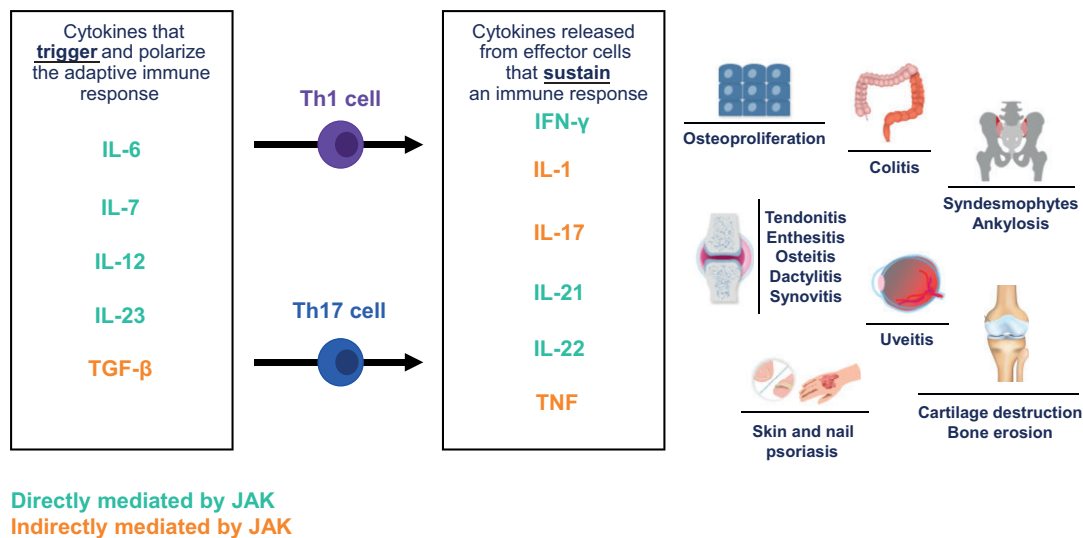 Cytokines that
trigger and polarize
the adaptive immune
response
IL-6
IL-7
IL-12
IL-23
TGF-β
Th1 cell
Th17 cell
Cytokines released
from effector cells
that sustain
an immune response
IFN-γ
IL-1
IL-17
IL-21
IL-22
TNF
Osteoproliferation
Colitis
Syndesmophytes
Ankylosis
Tendonitis
Enthesitis
Osteitis
Dactylitis
Synovitis
Uveitis
Skin and nail
psoriasis
Cartilage destruction
Bone erosion
Directly mediated by JAK
Indirectly mediated by JAK